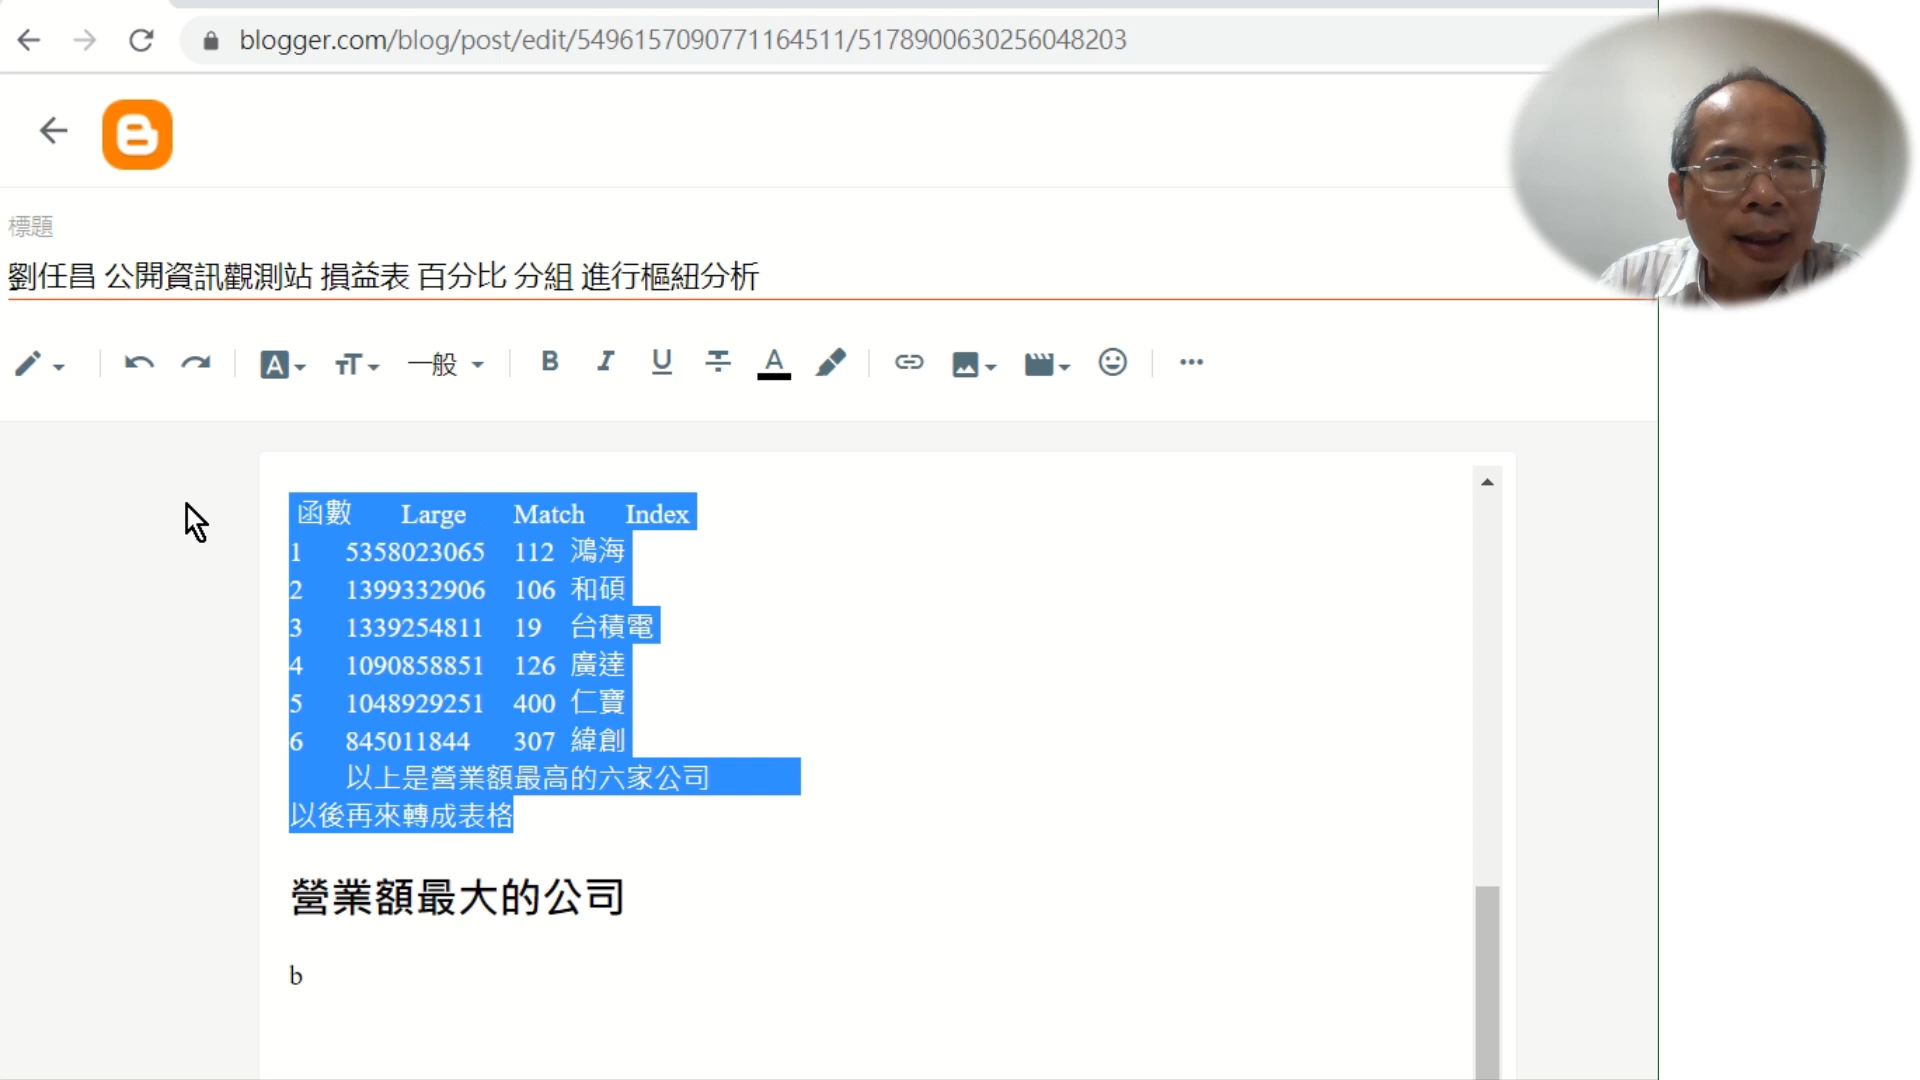 blogger.com/blog/post/edit/5496157090771164511/5178900630256048203
標題
劉任昌 公開資訊觀測站 損益表 百分比 分組 進行樞紐分析
一般 B I U A
函數 Large Match Index
1 5358023065 112 鴻海
2 1399332906 106 和碩
3 1339254811 19 台積電
4 1090858851 126 廣達
5 1048929251 400 仁寶
6 845011844 307 緯創
以上是營業額最高的六家公司
以後再來轉成表格
營業額最大的公司
b